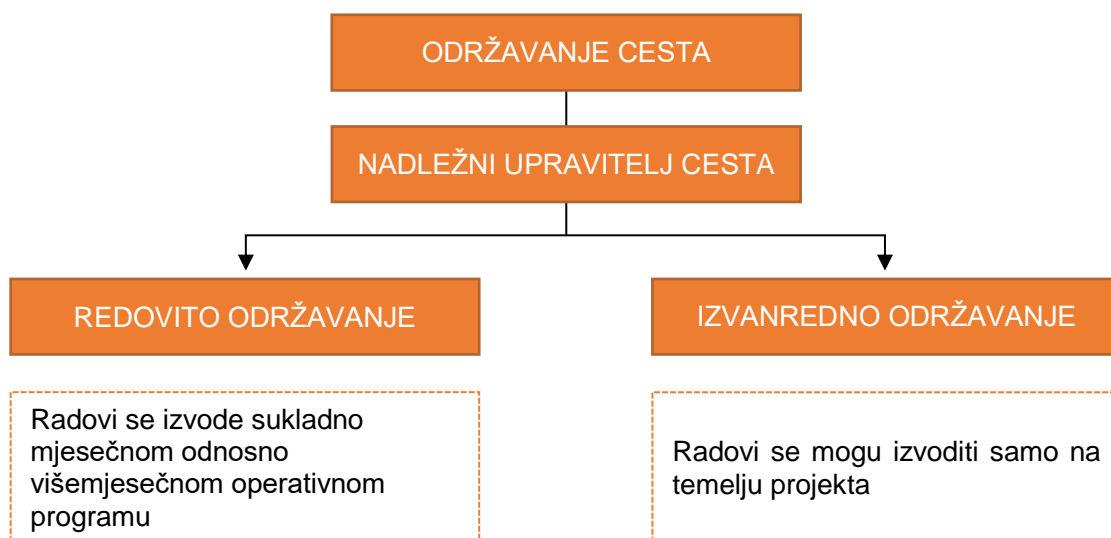 ODRŽAVANJE CESTA
NADLEŽNI UPRAVITELJ CESTA
REDOVITO ODRŽAVANJE
IZVANREDNO ODRŽAVANJE
Radovi se izvode sukladno
mjesečnom odnosno
višemjesečnom operativnom
programu
Radovi se mogu izvoditi samo na
temelju projekta